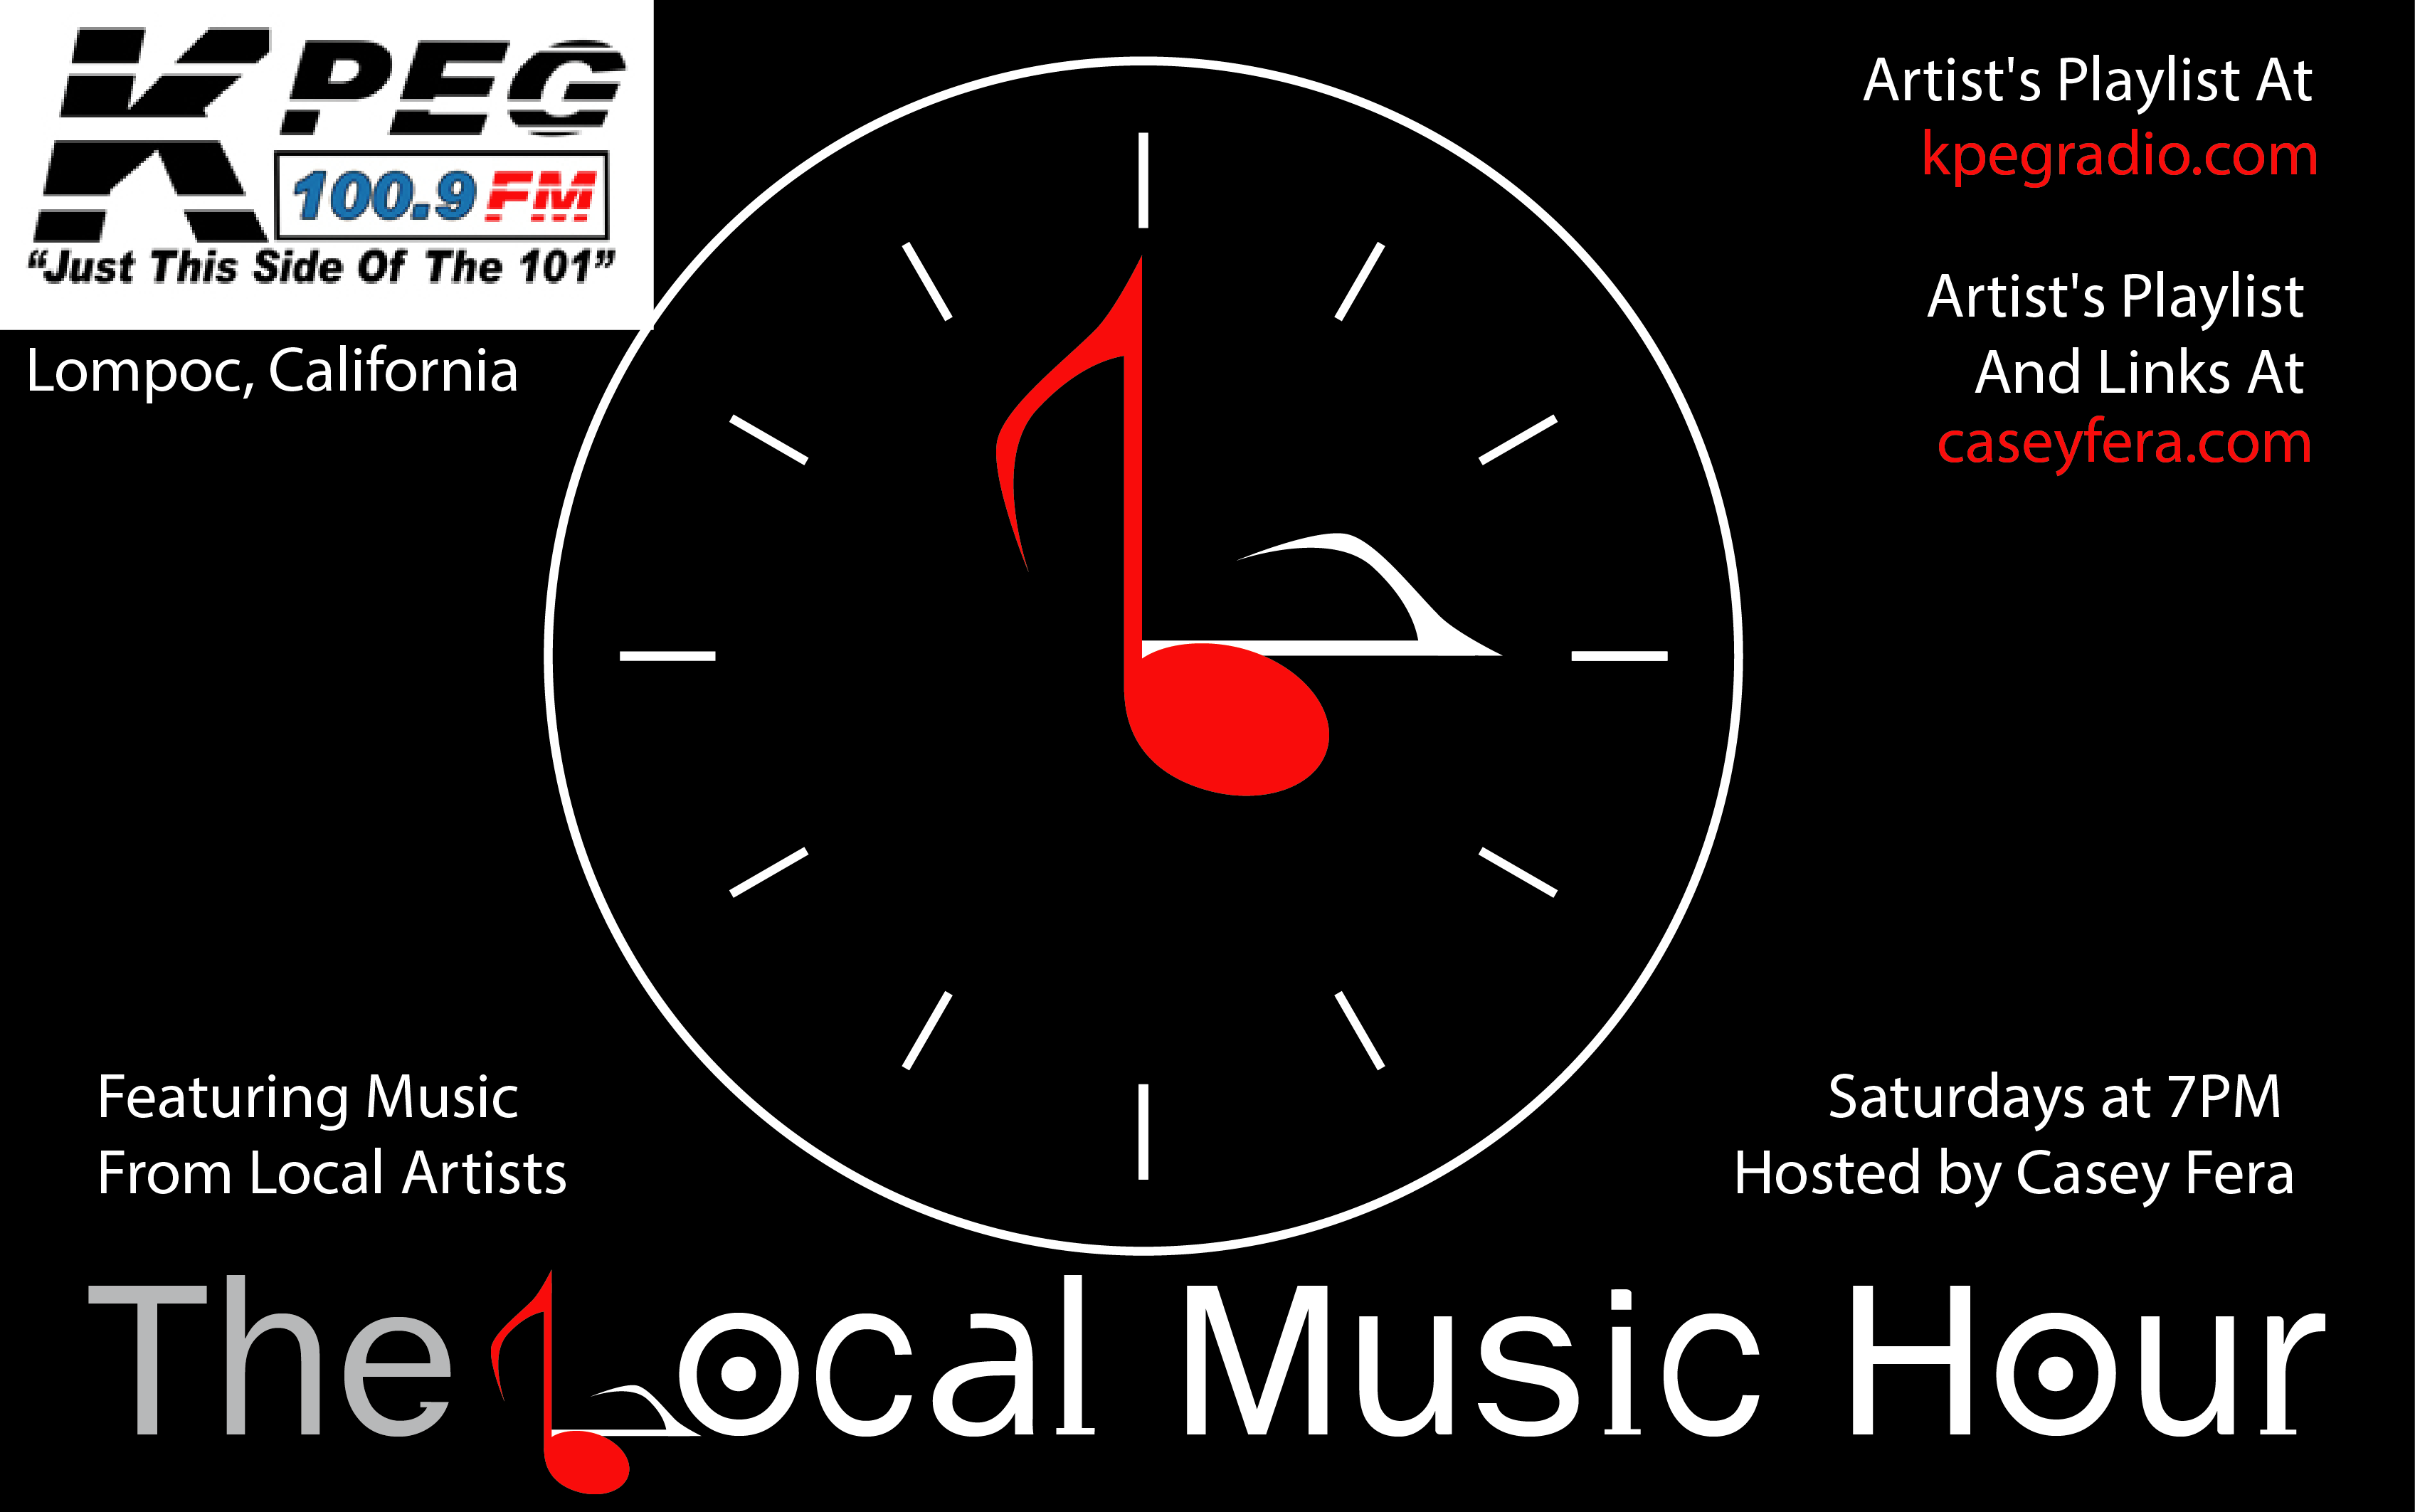 KPEG
100.9 FM
“Just This Side Of The 101”
Lompoc, California
Artist's Playlist At
kpegradio.com
Artist's Playlist
And Links At
caseyfera.com
Featuring Music
From Local Artists
Saturdays at 7PM
Hosted by Casey Fera
The Local Music Hour